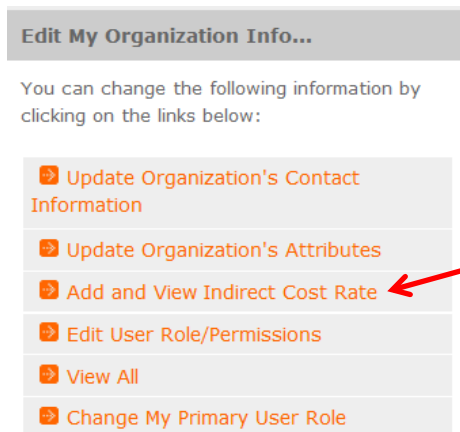 Edit My Organization Info...
You can change the following information by
clicking on the links below:
Update Organization's Contact
Information
Update Organization's Attributes
Add and View Indirect Cost Rate
Edit User Role/Permissions
View All
Change My Primary User Role